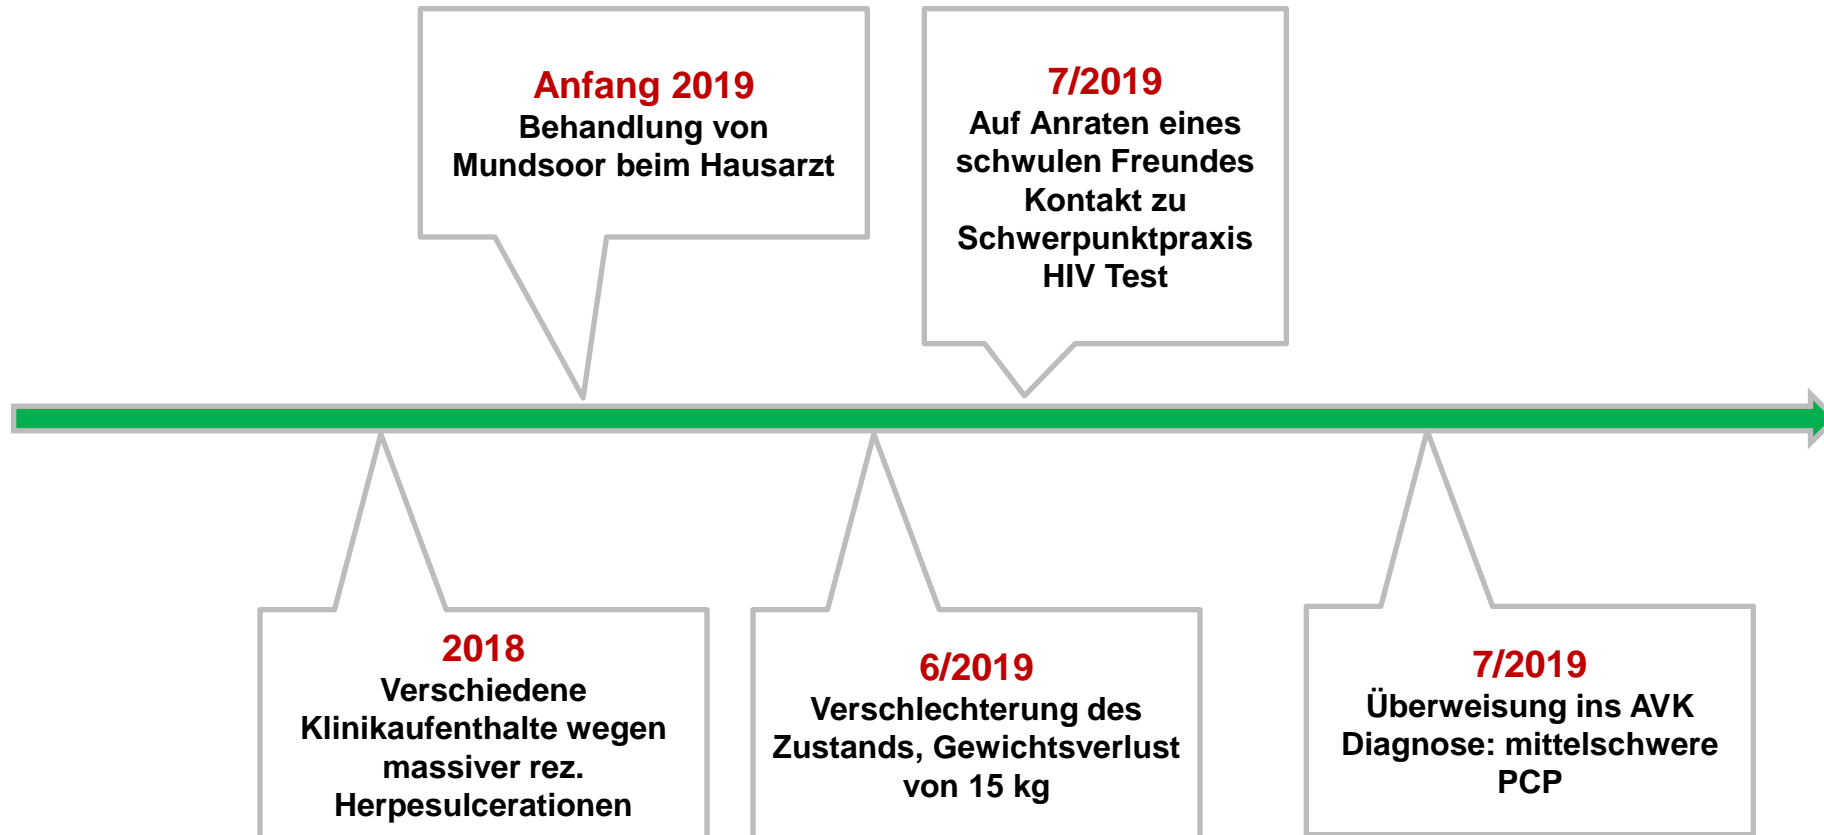 Anfang 2019
Behandlung von
Mundsoor beim Hausarzt
7/2019
Auf Anraten eines
schwulen Freundes
Kontakt zu
Schwerpunktpraxis
HIV Test
2018
Verschiedene
Klinikaufenthalte wegen
massiver rez.
Herpesulcerationen
6/2019
Verschlechterung des
Zustands, Gewichtsverlust
von 15 kg
7/2019
Überweisung ins AVK
Diagnose: mittelschwere
PCP